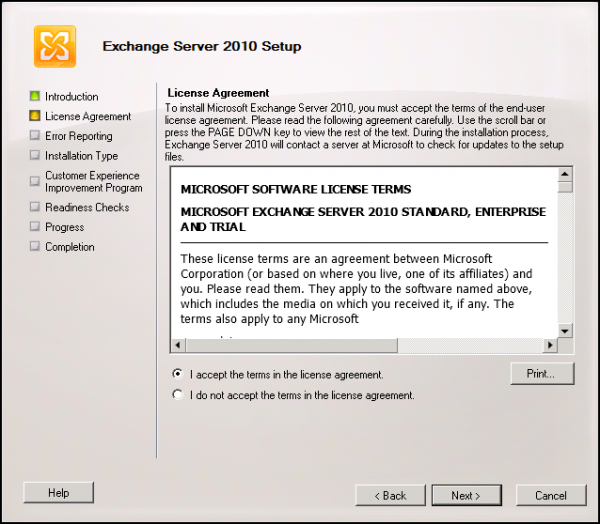 Exchange Server 2010 Setup
Introduction
License Agreement
Error Reporting
Installation Type
Customer Experience
Improvement Program
Readiness Checks
Progress
Completion
License Agreement
To install Microsoft Exchange Server 2010, you must accept the terms of the end-user
license agreement. Please read the following agreement carefully. Use the scroll bar or
press the PAGE DOWN key to view the rest of the text. During the installation process,
Exchange Server 2010 will contact a server at Microsoft to check for updates to the setup
files.
MICROSOFT SOFTWARE LICENSE TERMS
MICROSOFT EXCHANGE SERVER 2010 STANDARD, ENTERPRISE
AND TRIAL
These license terms are an agreement between Microsoft
Corporation (or based on where you live, one of its affiliates) and
you. Please read them. They apply to the software named above,
which includes the media on which you received it, if any. The
terms also apply to any Microsoft
I accept the terms in the license agreement.
Print...
I do not accept the terms in the license agreement.
Help
< Back
Next >
Cancel